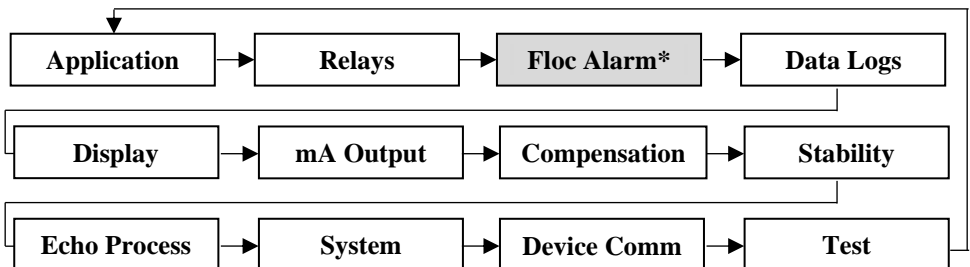 Application
Relays
Floc Alarm*
Data Logs
Display
mA Output
Compensation
Stability
Echo Process
System
Device Comm
Test